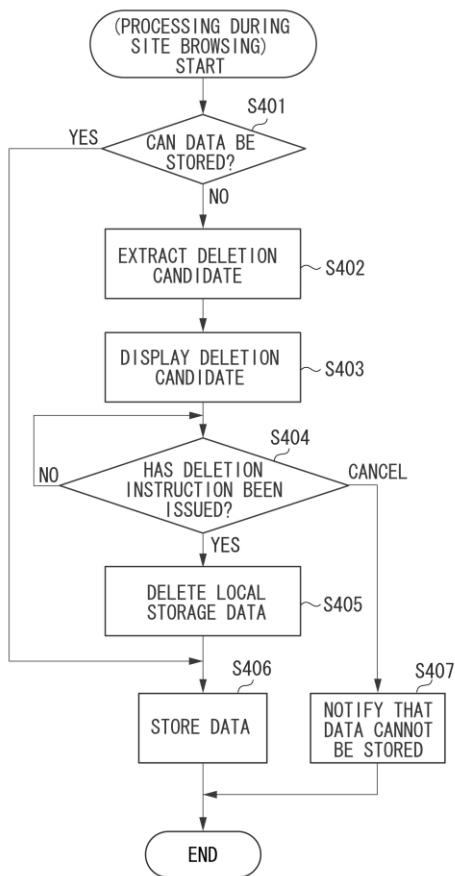 (PROCESSING DURING
SITE BROWSING)
START
S401
YES
CAN DATA BE
STORED?
NO
EXTRACT DELETION
CANDIDATE
S402
DISPLAY DELETION
CANDIDATE
S403
S404
NO
HAS DELETION
INSTRUCTION BEEN
ISSUED?
CANCEL
YES
DELETE LOCAL
STORAGE DATA
S405
S406
STORE DATA
S407
NOTIFY THAT
DATA CANNOT
BE STORED
END